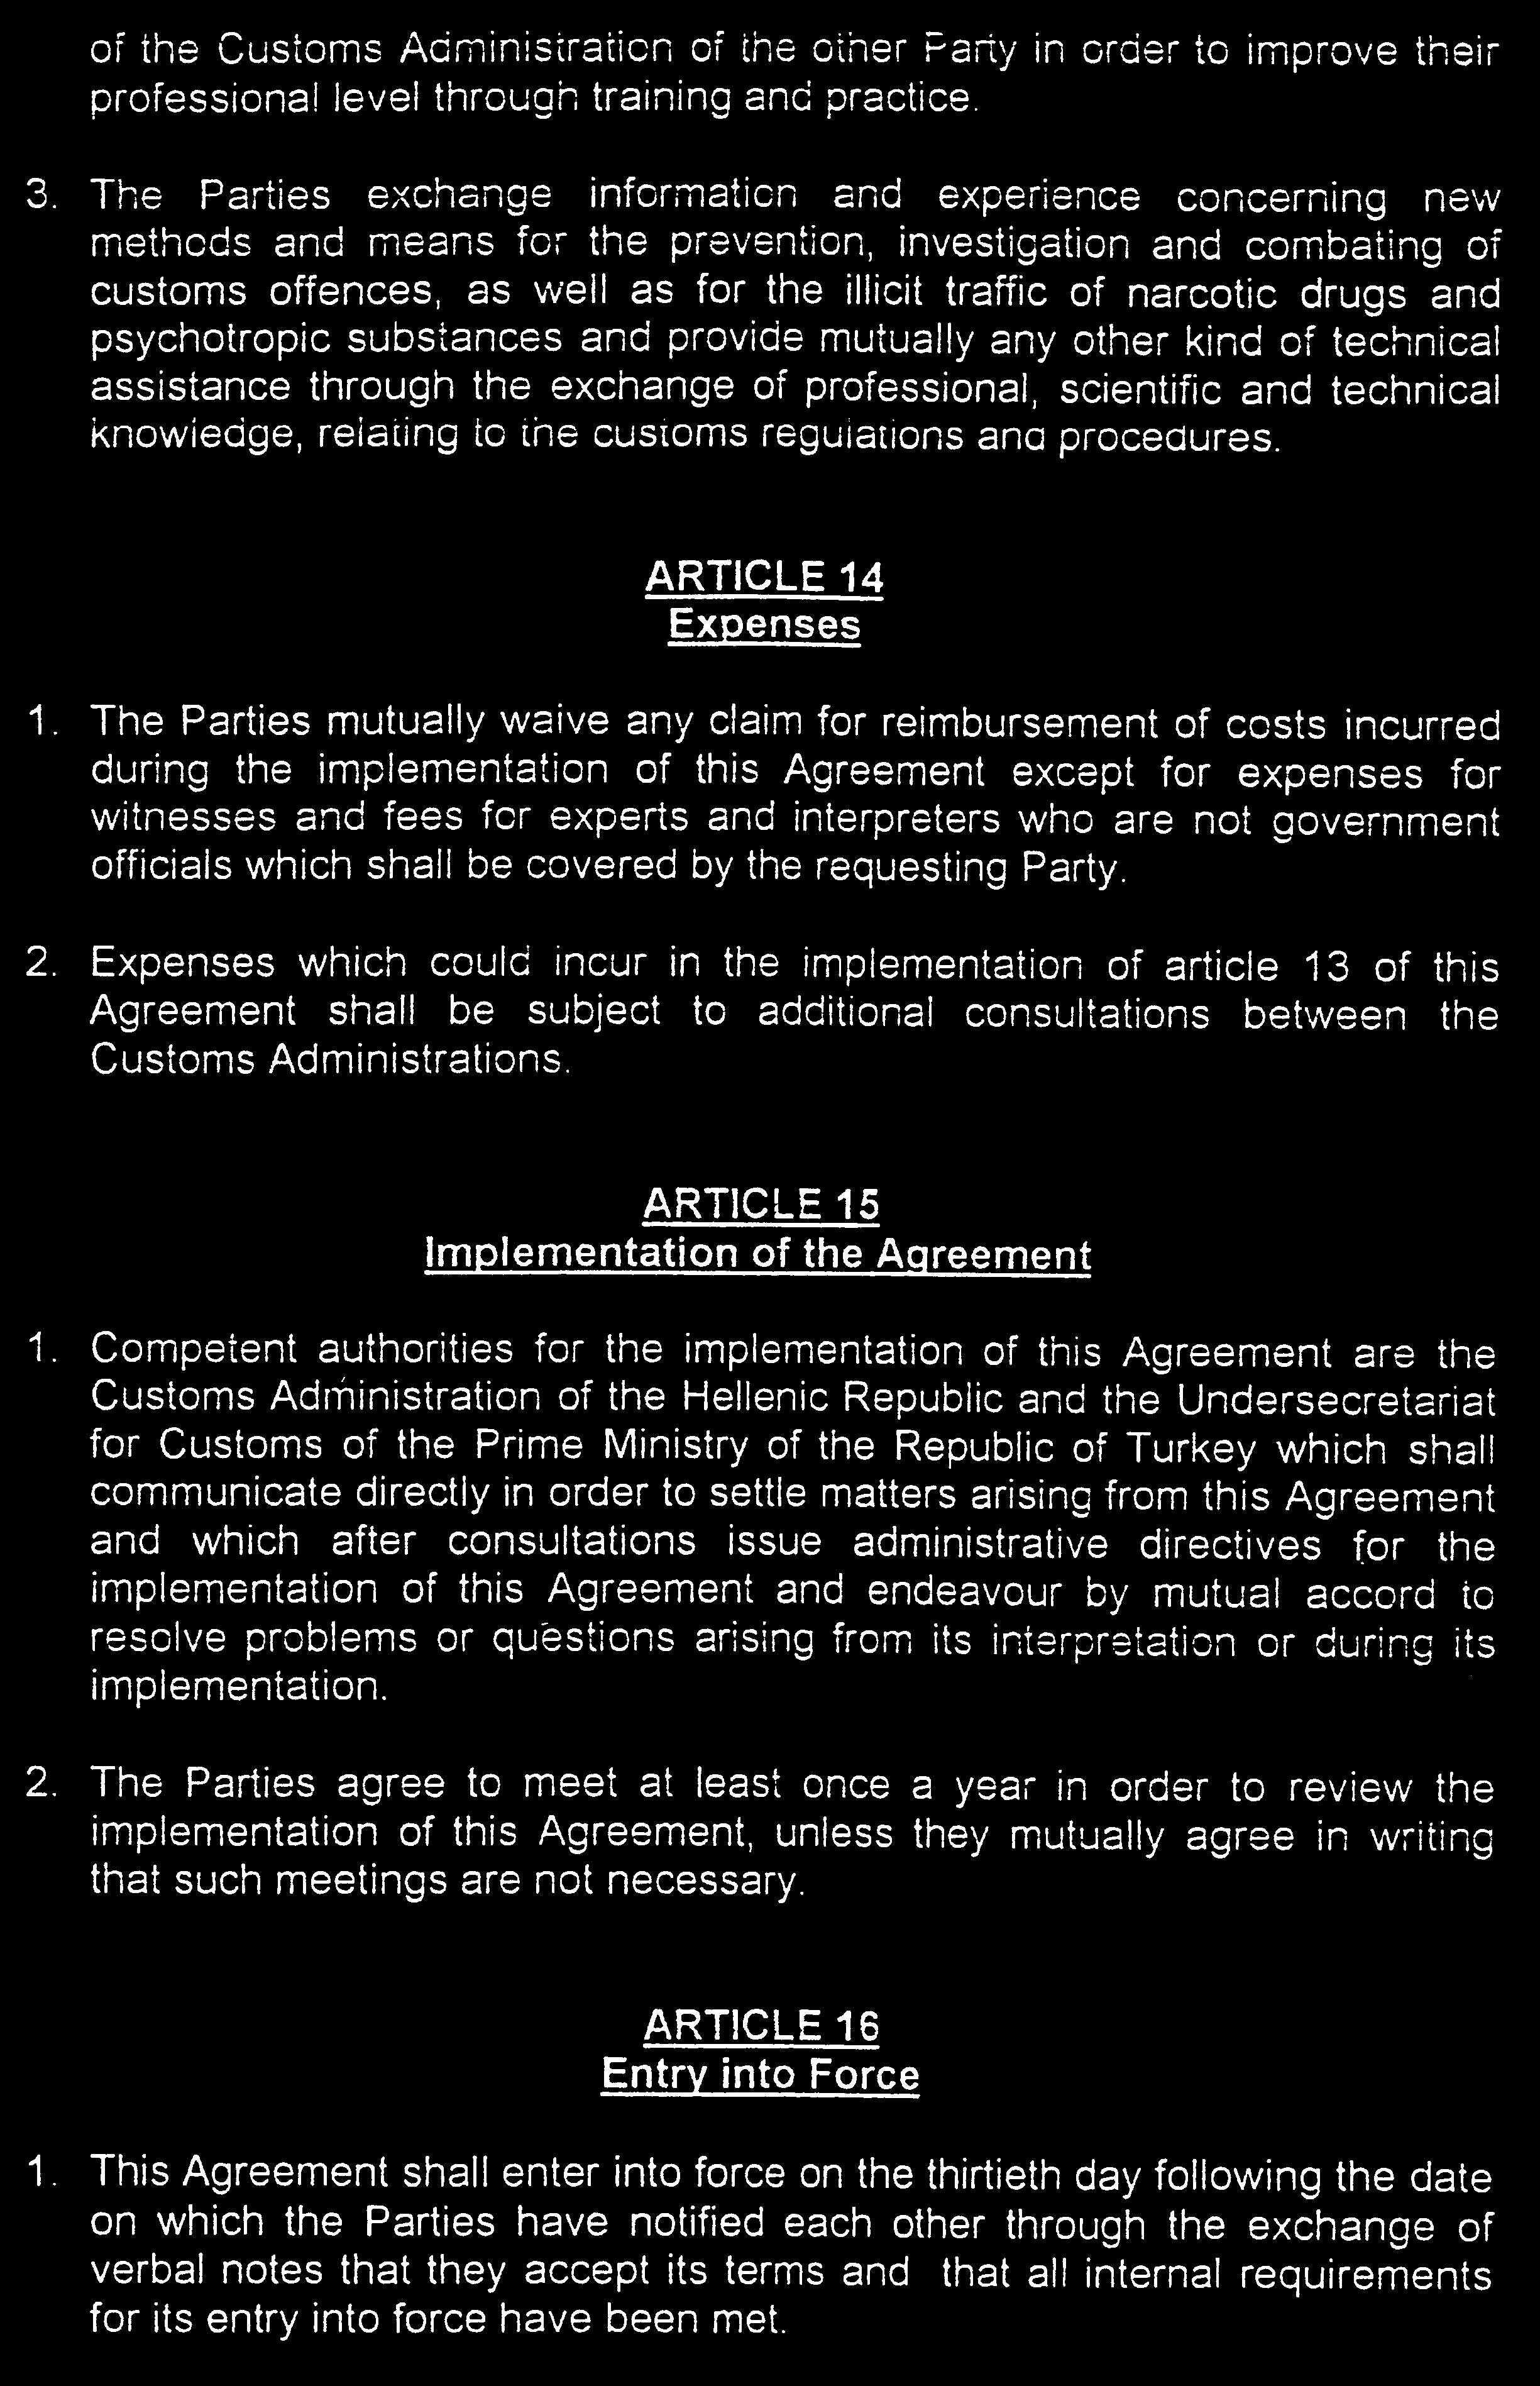 of the Customs Administration of the other Party in order to improve their
professional level through training and practice.
3. The Parties exchange information and experience concerning new
methods and means for the prevention, investigation and combating of
customs offences, as well as for the illicit traffic of narcotic drugs and
psychotropic substances and provide mutually any other kind of technical
assistance through the exchange of professional, scientific and technical
knowledge, relating to the customs regulations and procedures.
ARTICLE 14
Expenses
1. The Parties mutually waive any claim for reimbursement of costs incurred
during the implementation of this Agreement except for expenses for
witnesses and fees for experts and interpreters who are not government
officials which shall be covered by the requesting Party.
2. Expenses which could incur in the implementation of article 13 of this
Agreement shall be subject to additional consultations between the
Customs Administrations.
ARTICLE 15
Implementation of the Agreement
1. Competent authorities for the implementation of this Agreement are the
Customs Administration of the Hellenic Republic and the Undersecretariat
for Customs of the Prime Ministry of the Republic of Turkey which shall
communicate directly in order to settle matters arising from this Agreement
and which after consultations issue administrative directives for the
implementation of this Agreement and endeavour by mutual accord to
resolve problems or questions arising from its interpretation or during its
implementation.
2. The Parties agree to meet at least once a year in order to review the
implementation of this Agreement, unless they mutually agree in writing
that such meetings are not necessary.
ARTICLE 16
Entry into Force
1. This Agreement shall enter into force on the thirtieth day following the date
on which the Parties have notified each other through the exchange of
verbal notes that they accept its terms and that all internal requirements
for its entry into force have been met.